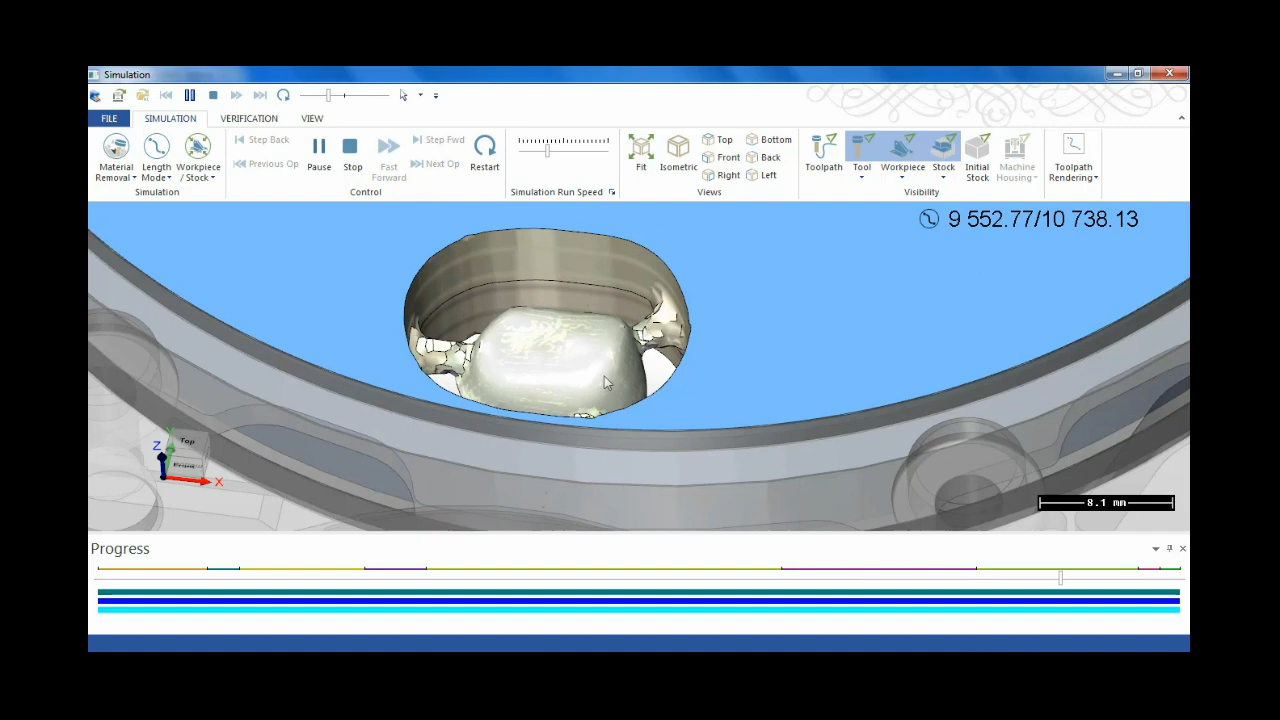 Simulation
FILE SIMULATION VERIFICATION VIEW
Material Removal
Length Mode
Workpiece / Stock
Simulation
Step Back
Previous Op
Pause
Stop
Fast Forward
Step Fwd
Next Op
Restart
Control
Simulation Run Speed
Fit
Isometric
Top
Front
Right
Bottom
Back
Left
Views
Toolpath
Tool
Workpiece
Stock
Initial Stock
Machine Housing
Visibility
Toolpath Rendering
9 552.77/10 738.13
Z
Y
Top
Front
X
8.1 mm
Progress